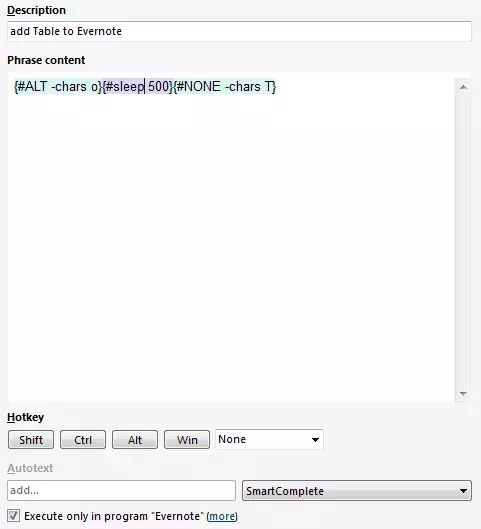 Description
add Table to Evernote
Phrase content
{#ALT -chars o}{#sleep 500}{#NONE -chars T}
Hotkey
Shift Ctrl Alt Win None
Autotext
add... SmartComplete
Execute only in program "Evernote" (more)